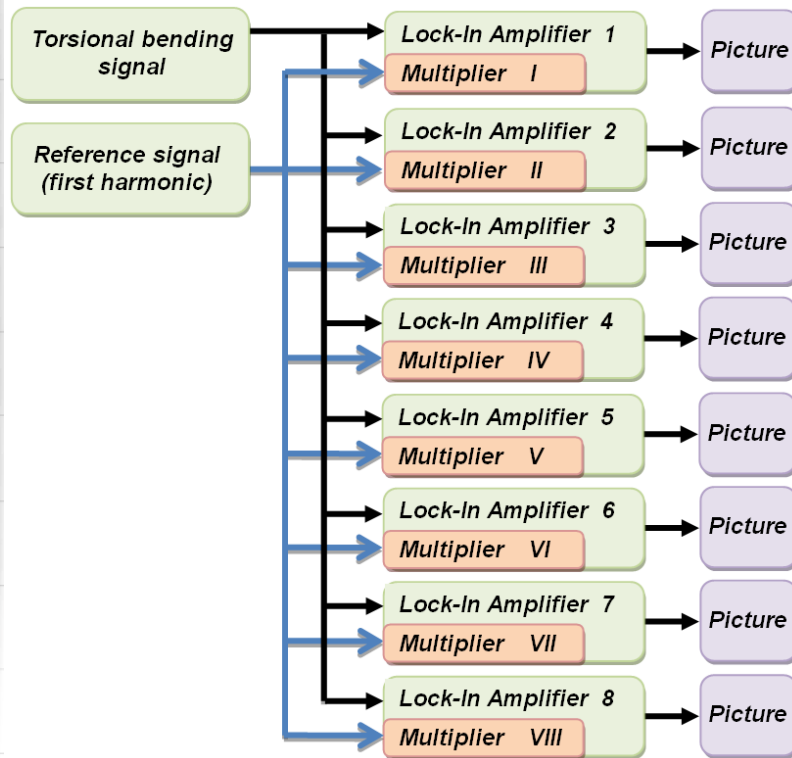 Torsional bending
signal
Reference signal
(first harmonic)
Lock-In Amplifier 1
Multiplier I
Picture
Lock-In Amplifier 2
Multiplier II
Picture
Lock-In Amplifier 3
Multiplier III
Picture
Lock-In Amplifier 4
Multiplier IV
Picture
Lock-In Amplifier 5
Multiplier V
Picture
Lock-In Amplifier 6
Multiplier VI
Picture
Lock-In Amplifier 7
Multiplier VII
Picture
Lock-In Amplifier 8
Multiplier VIII
Picture